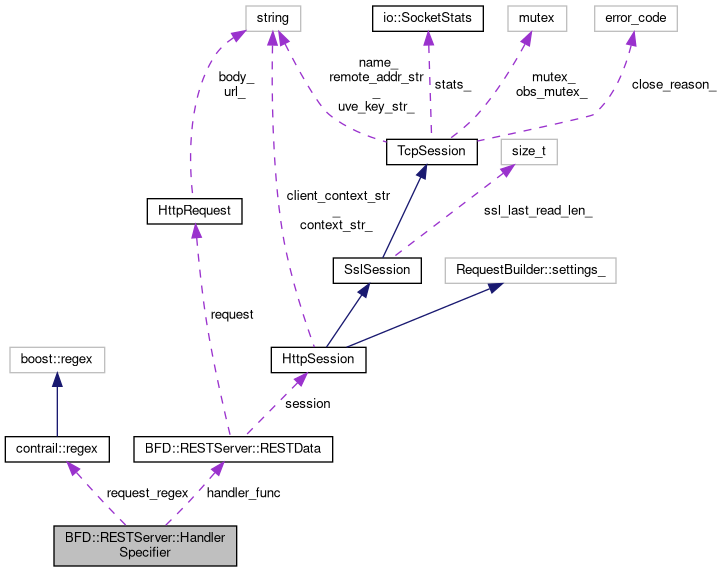 string
io::SocketStats
mutex
error_code
name_
remote_addr_str
_
uve_key_str_
body_
url_
stats_
mutex_
obs_mutex_
close_reason_
TcpSession
size_t
client_context_str
_
context_str_
HttpRequest
ssl_last_read_len_
SslSession
RequestBuilder::settings_
request
boost::regex
HttpSession
session
contrail::regex
BFD::RESTServer::RESTData
request_regex
handler_func
BFD::RESTServer::Handler
Specifier